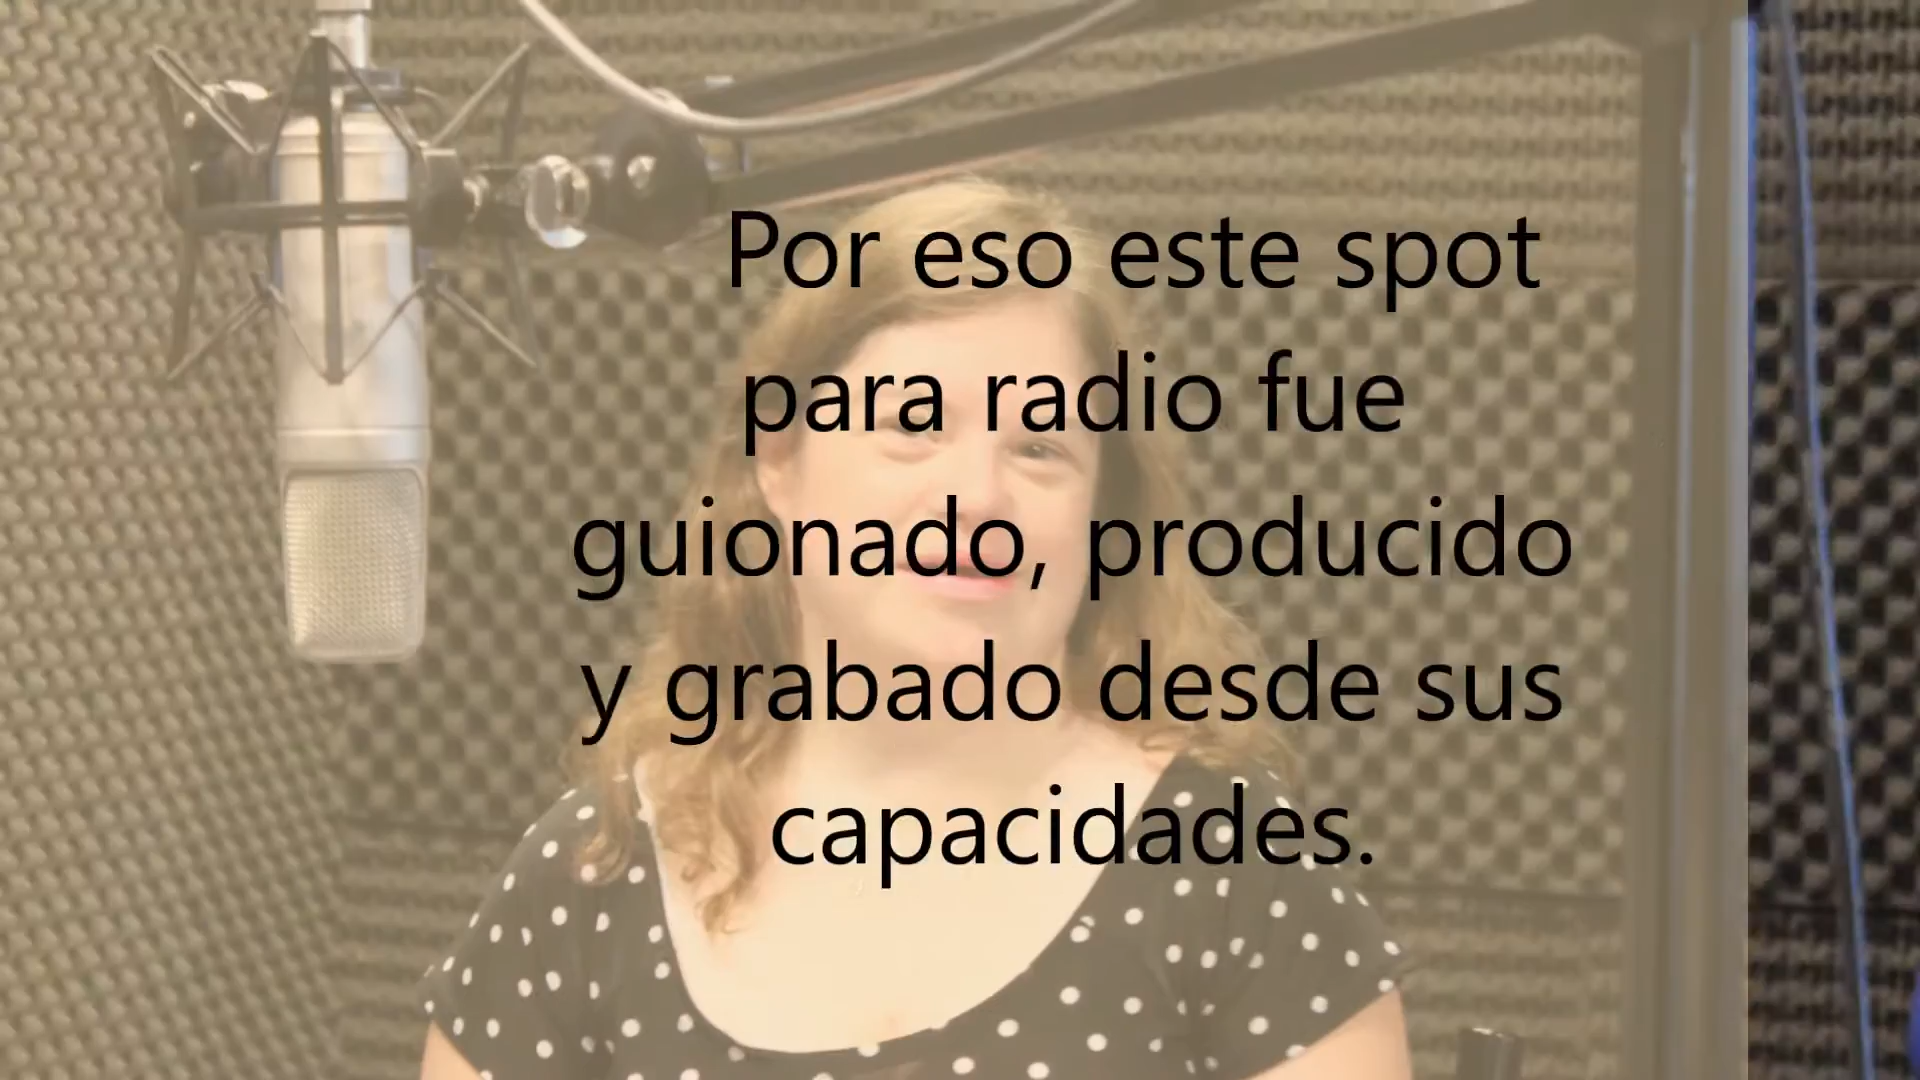 Por eso este spot
para radio fue
guionado, producido
y grabado desde sus
capacidades.